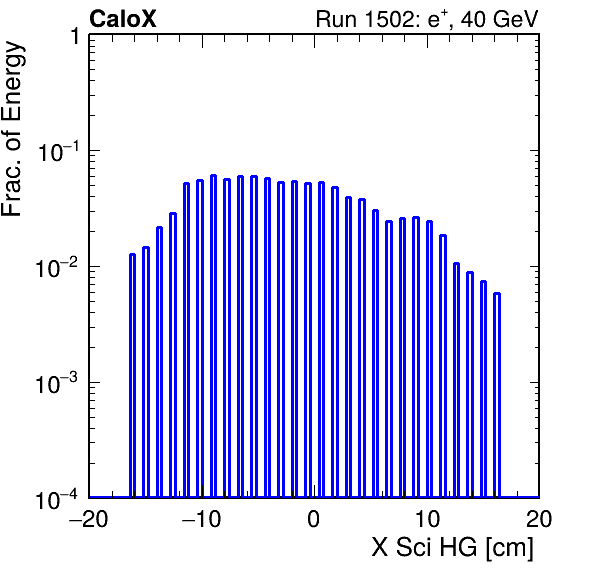 CaloX Run 1502: e⁺, 40 GeV
Frac. of Energy
1
10⁻¹
10⁻²
10⁻³
10⁻⁴
−20 −10 0 10 20
X Sci HG [cm]